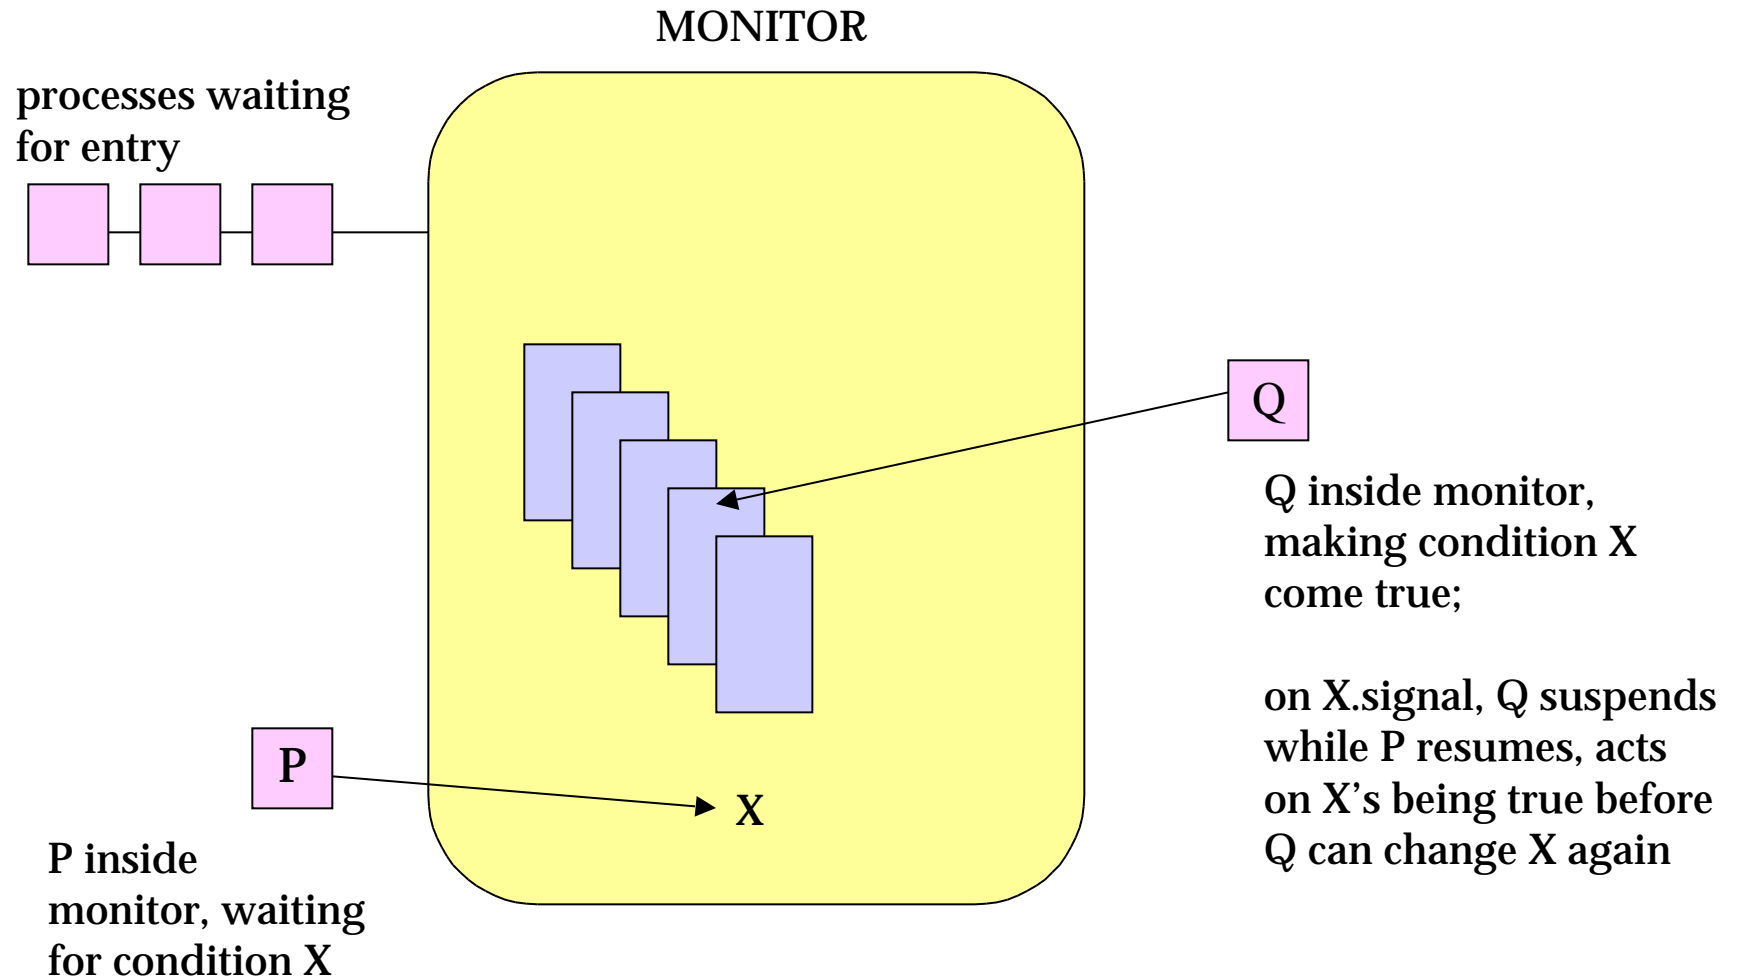 MONITOR
processes waiting
for entry
Q
Q inside monitor,
making condition X
come true;
on X.signal, Q suspends
while P resumes, acts
on X’s being true before
Q can change X again
P
X
P inside
monitor, waiting
for condition X